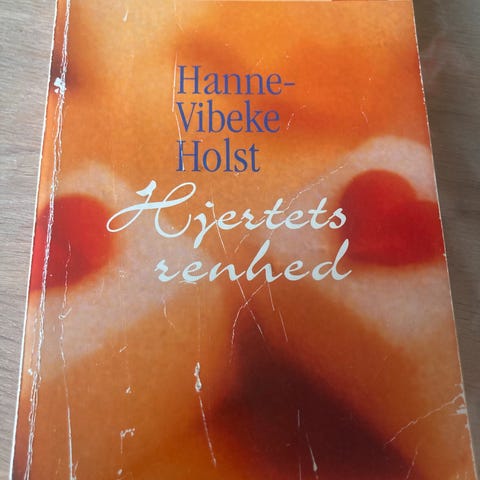 Hanne-
Vibeke
Holst
Hjertets
renhed